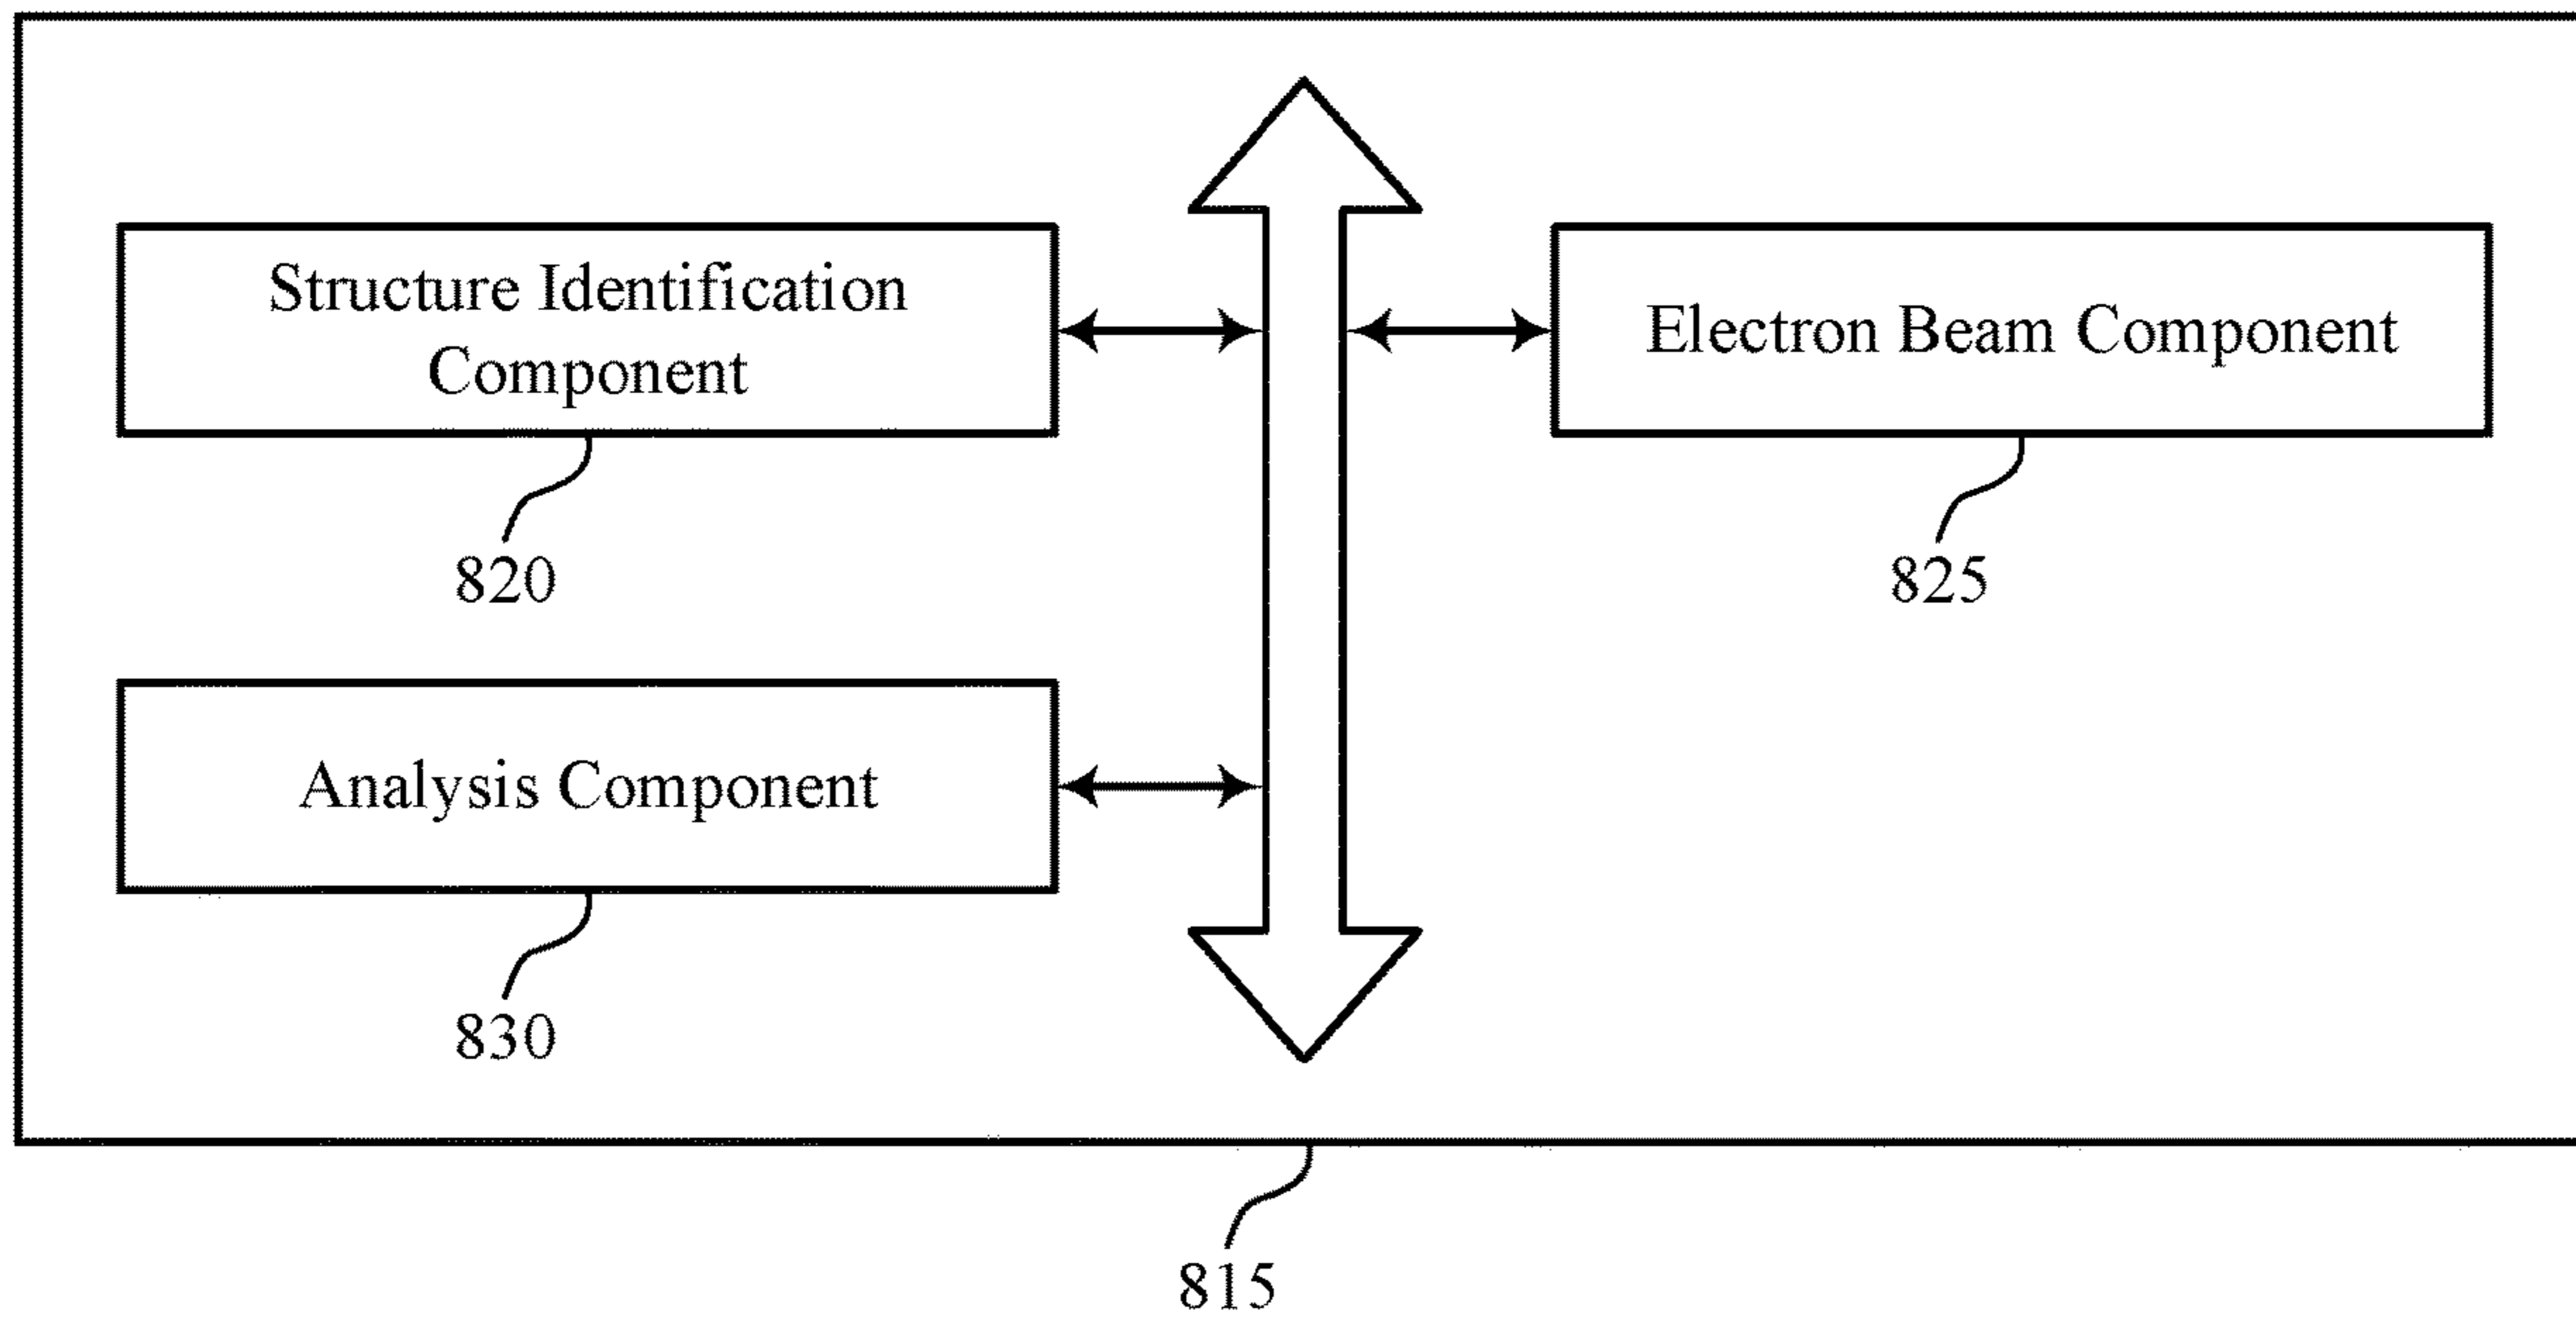 Structure Identification
Component
Electron Beam Component
820
825
Analysis Component
830
815